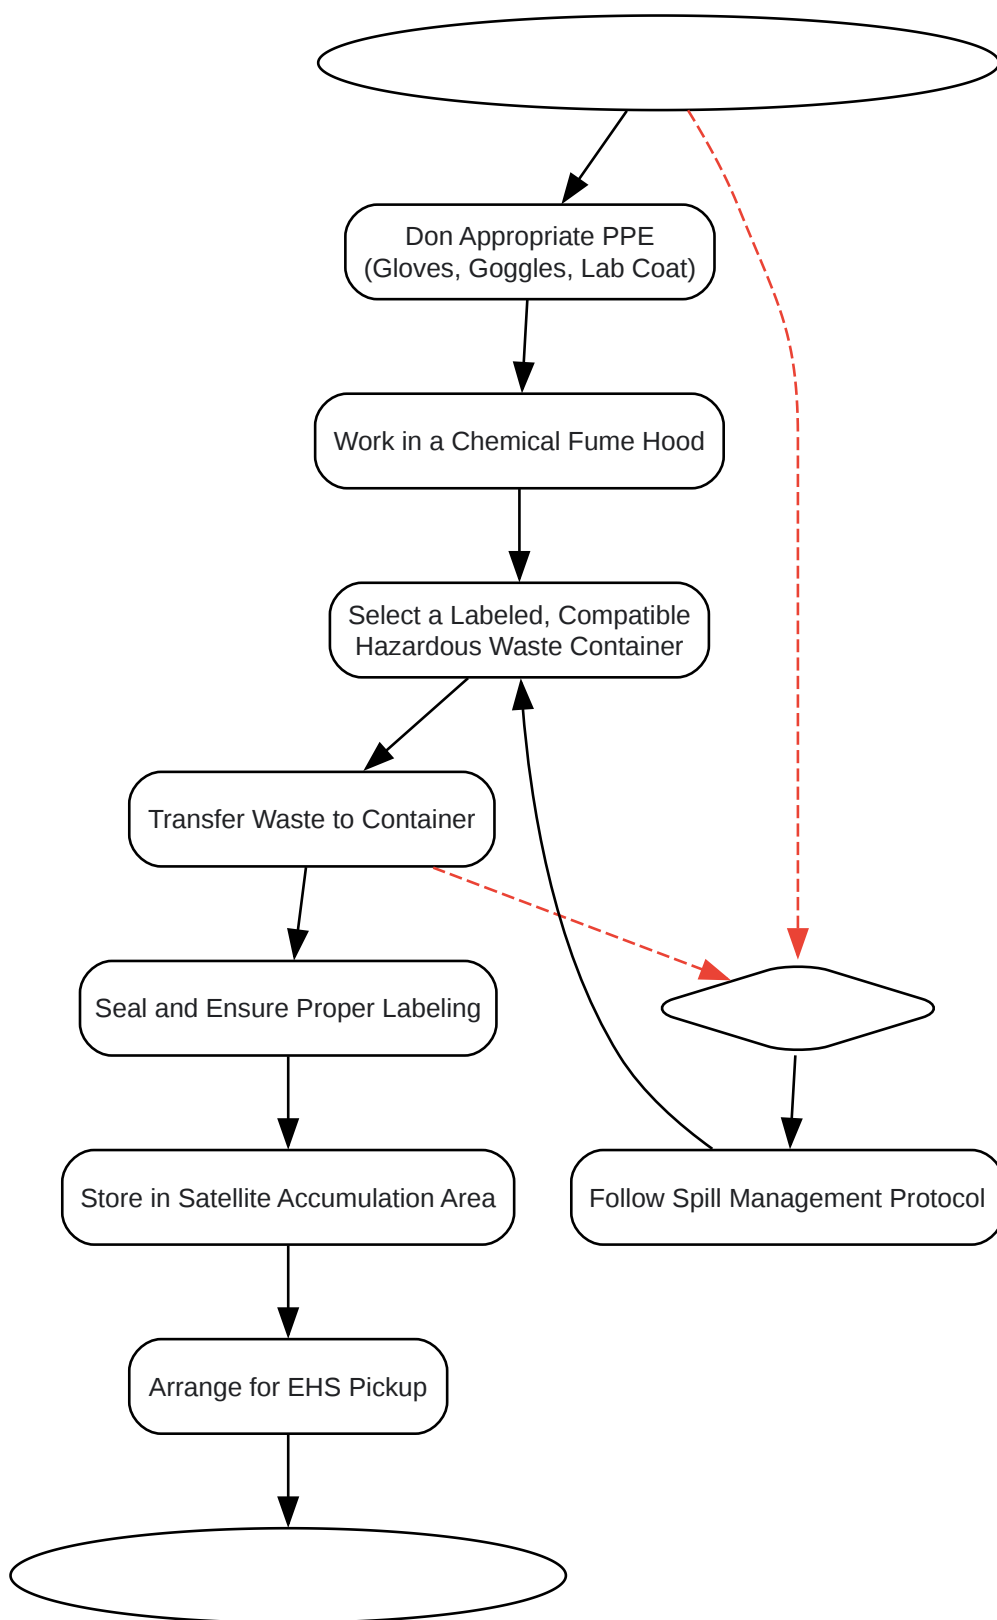 Don Appropriate PPE
(Gloves, Goggles, Lab Coat)
Work in a Chemical Fume Hood
Select a Labeled, Compatible
Hazardous Waste Container
Transfer Waste to Container
Seal and Ensure Proper Labeling
Store in Satellite Accumulation Area
Follow Spill Management Protocol
Arrange for EHS Pickup